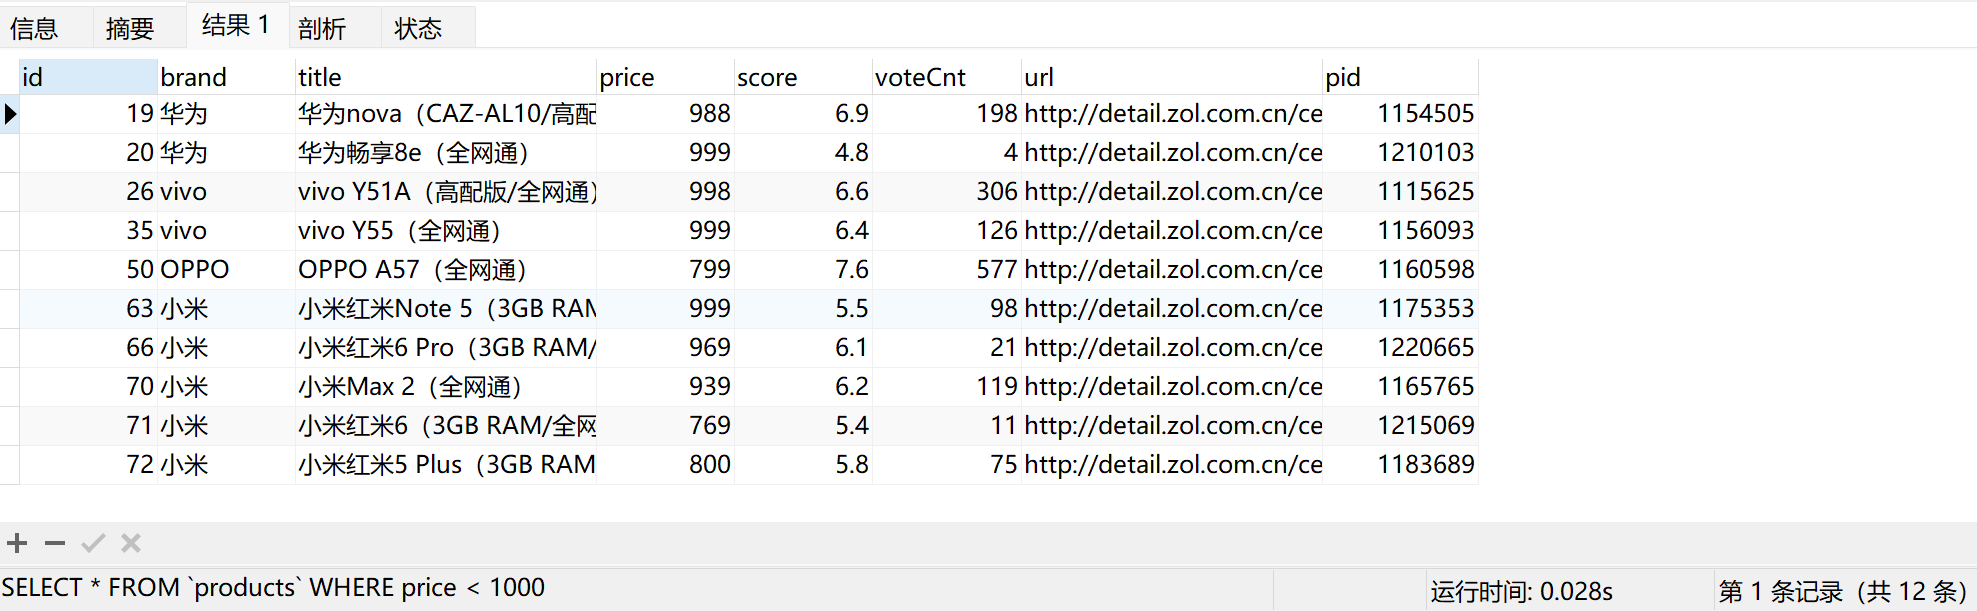 信息 摘要 结果 1 剖析 状态
id brand title price score voteCnt url pid
19 华为 华为nova（CAZ-AL10/高配 988 6.9 198 http://detail.zol.com.cn/ce 1154505
20 华为 华为畅享8e（全网通） 999 4.8 4 http://detail.zol.com.cn/ce 1210103
26 vivo vivo Y51A（高配版/全网通） 998 6.6 306 http://detail.zol.com.cn/ce 1115625
35 vivo vivo Y55（全网通） 999 6.4 126 http://detail.zol.com.cn/ce 1156093
50 OPPO OPPO A57（全网通） 799 7.6 577 http://detail.zol.com.cn/ce 1160598
63 小米 小米红米Note 5（3GB RAM 999 5.5 98 http://detail.zol.com.cn/ce 1175353
66 小米 小米红米6 Pro（3GB RAM/ 969 6.1 21 http://detail.zol.com.cn/ce 1220665
70 小米 小米Max 2（全网通） 939 6.2 119 http://detail.zol.com.cn/ce 1165765
71 小米 小米红米6（3GB RAM/全网 769 5.4 11 http://detail.zol.com.cn/ce 1215069
72 小米 小米红米5 Plus（3GB RAM 800 5.8 75 http://detail.zol.com.cn/ce 1183689
SELECT * FROM `products` WHERE price < 1000 运行时间: 0.028s 第 1 条记录（共 12 条）